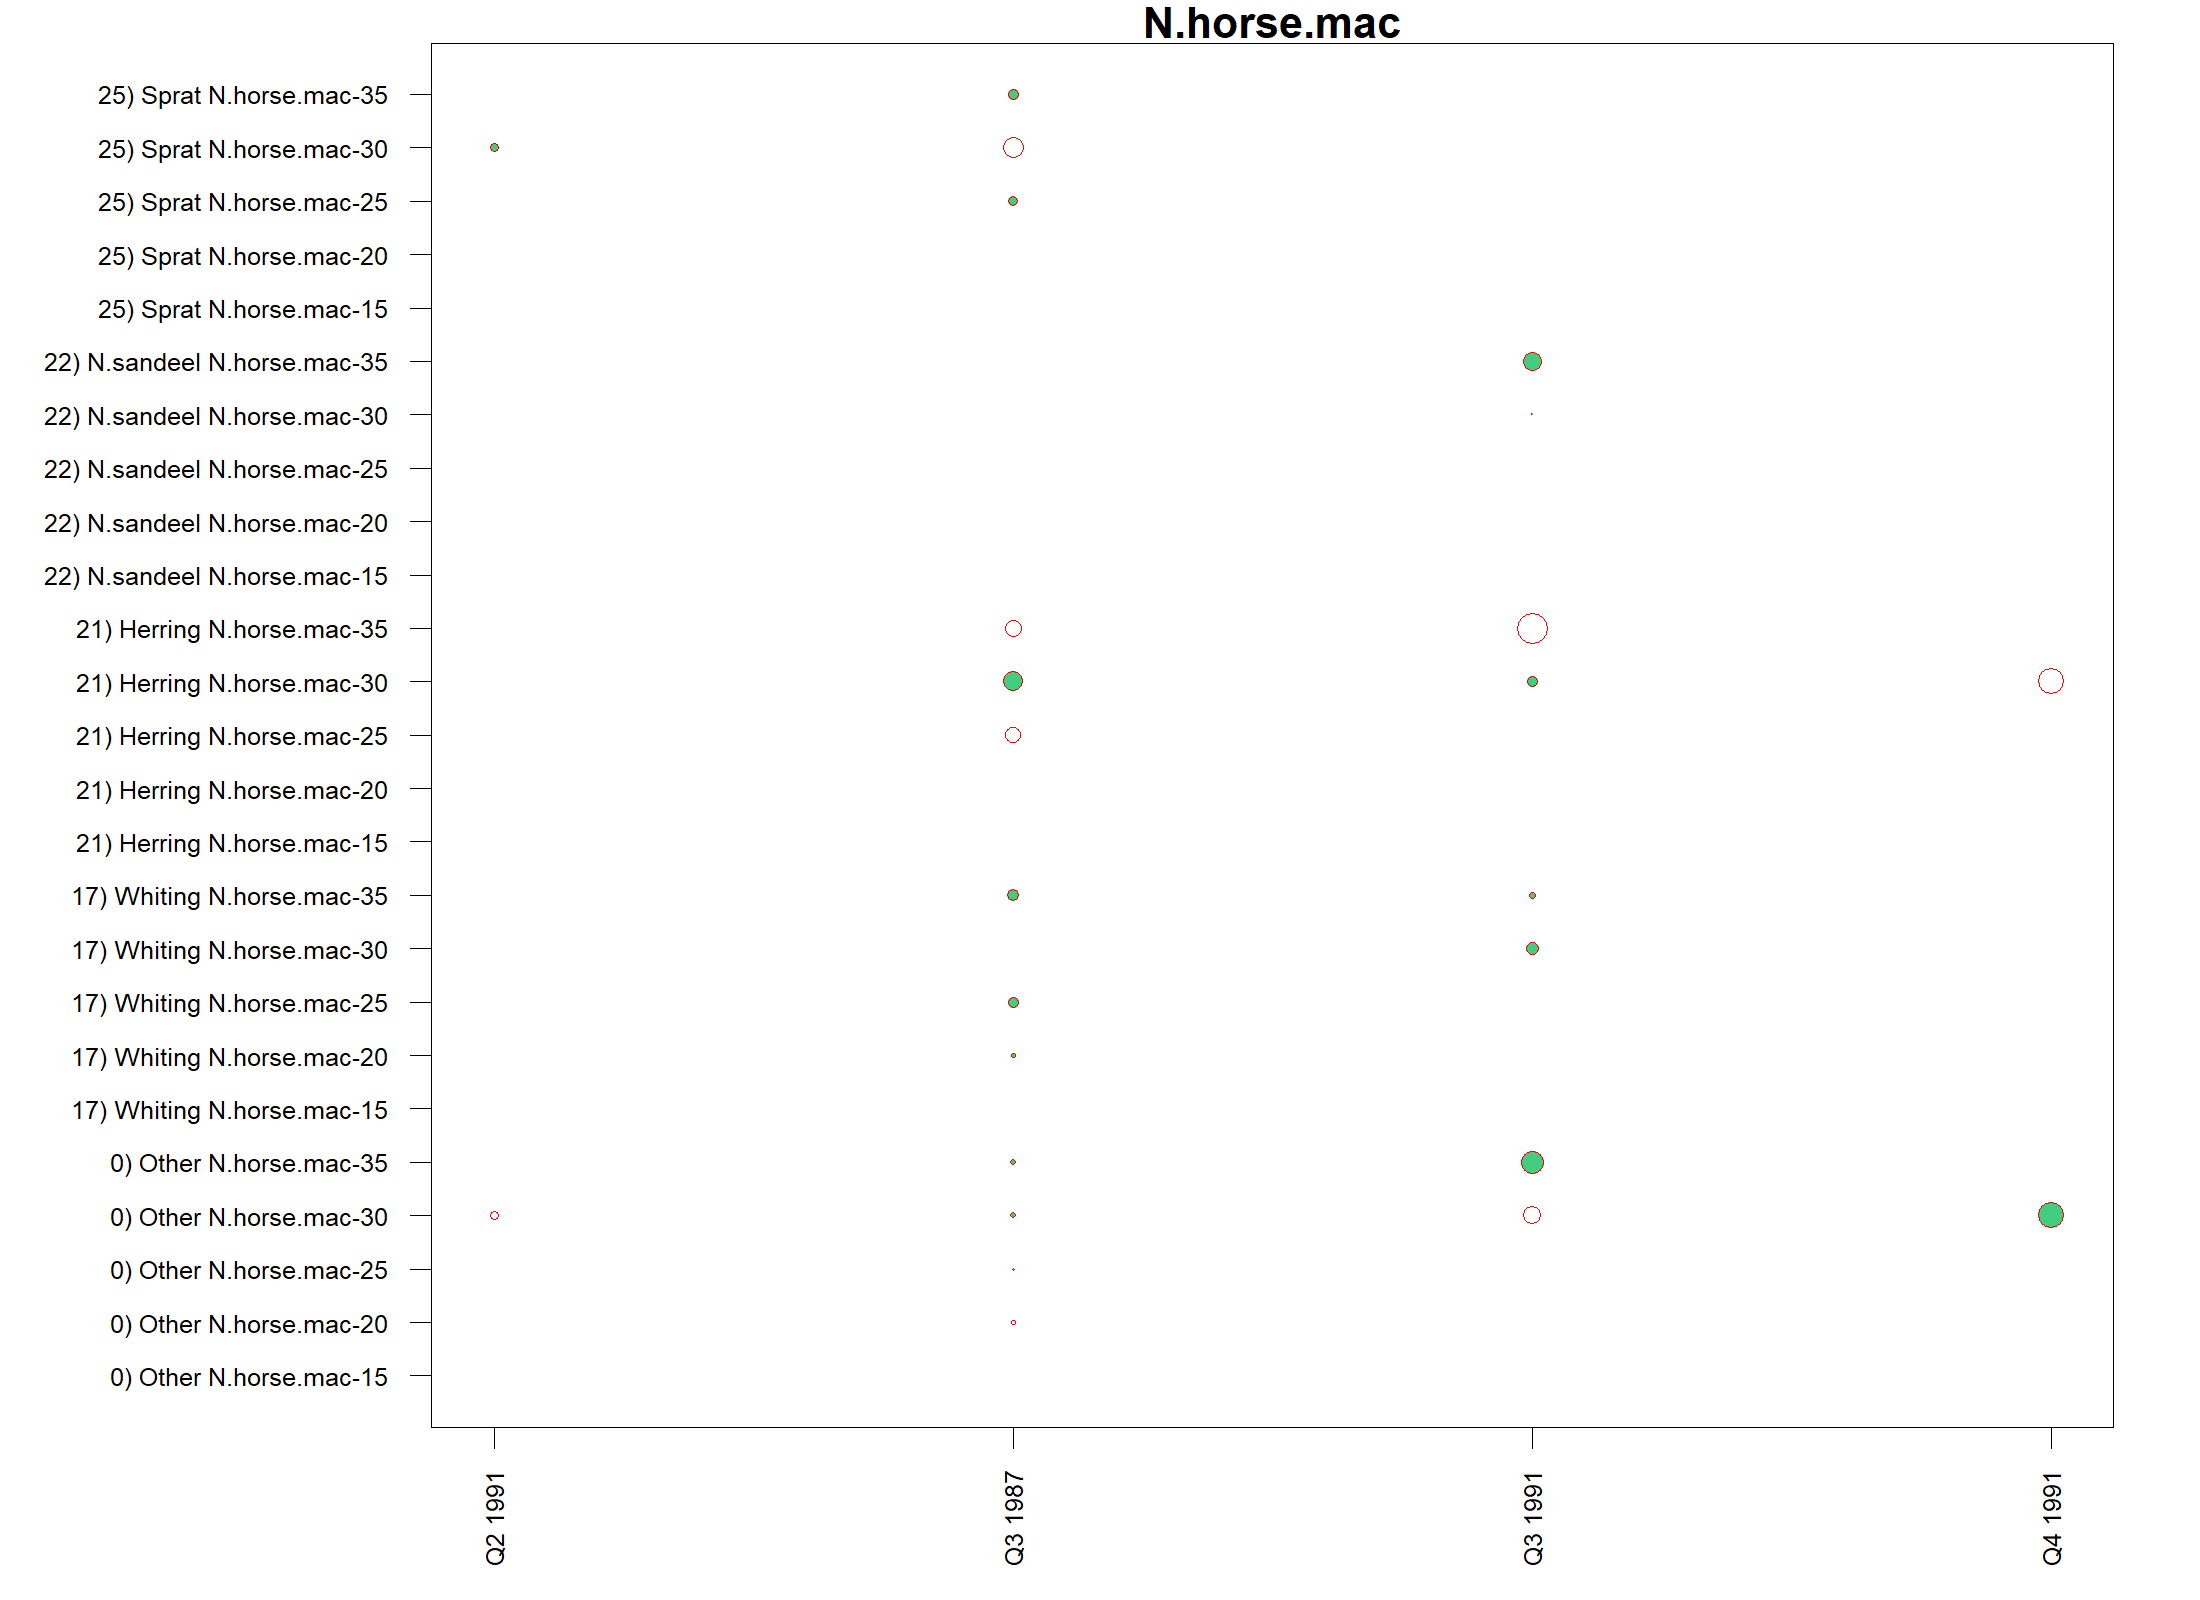 N.horse.mac
25) Sprat N.horse.mac-35
25) Sprat N.horse.mac-30
25) Sprat N.horse.mac-25
25) Sprat N.horse.mac-20
25) Sprat N.horse.mac-15
22) N.sandeel N.horse.mac-35
22) N.sandeel N.horse.mac-30
22) N.sandeel N.horse.mac-25
22) N.sandeel N.horse.mac-20
22) N.sandeel N.horse.mac-15
21) Herring N.horse.mac-35
21) Herring N.horse.mac-30
21) Herring N.horse.mac-25
21) Herring N.horse.mac-20
21) Herring N.horse.mac-15
17) Whiting N.horse.mac-35
17) Whiting N.horse.mac-30
17) Whiting N.horse.mac-25
17) Whiting N.horse.mac-20
17) Whiting N.horse.mac-15
0) Other N.horse.mac-35
0) Other N.horse.mac-30
0) Other N.horse.mac-25
0) Other N.horse.mac-20
0) Other N.horse.mac-15
Q2 1991
Q3 1987
Q3 1991
Q4 1991